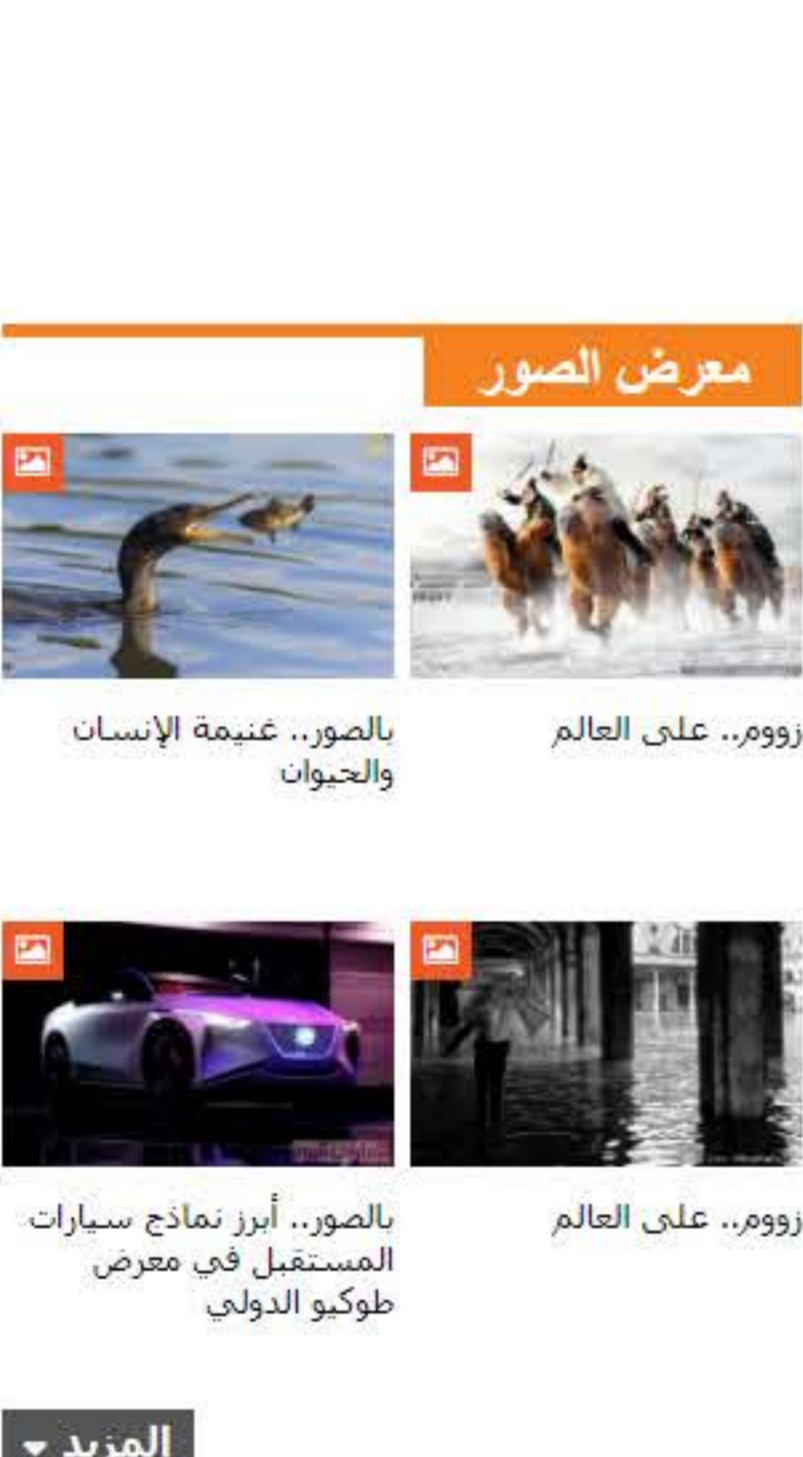 معرض الصور
زووم.. على العالم
بالصور.. غنيمة الإنسان
والحيوان
زووم.. على العالم
بالصور.. أبرز نماذج سيارات
المستقبل في معرض
طوكيو الدولي
المزيد